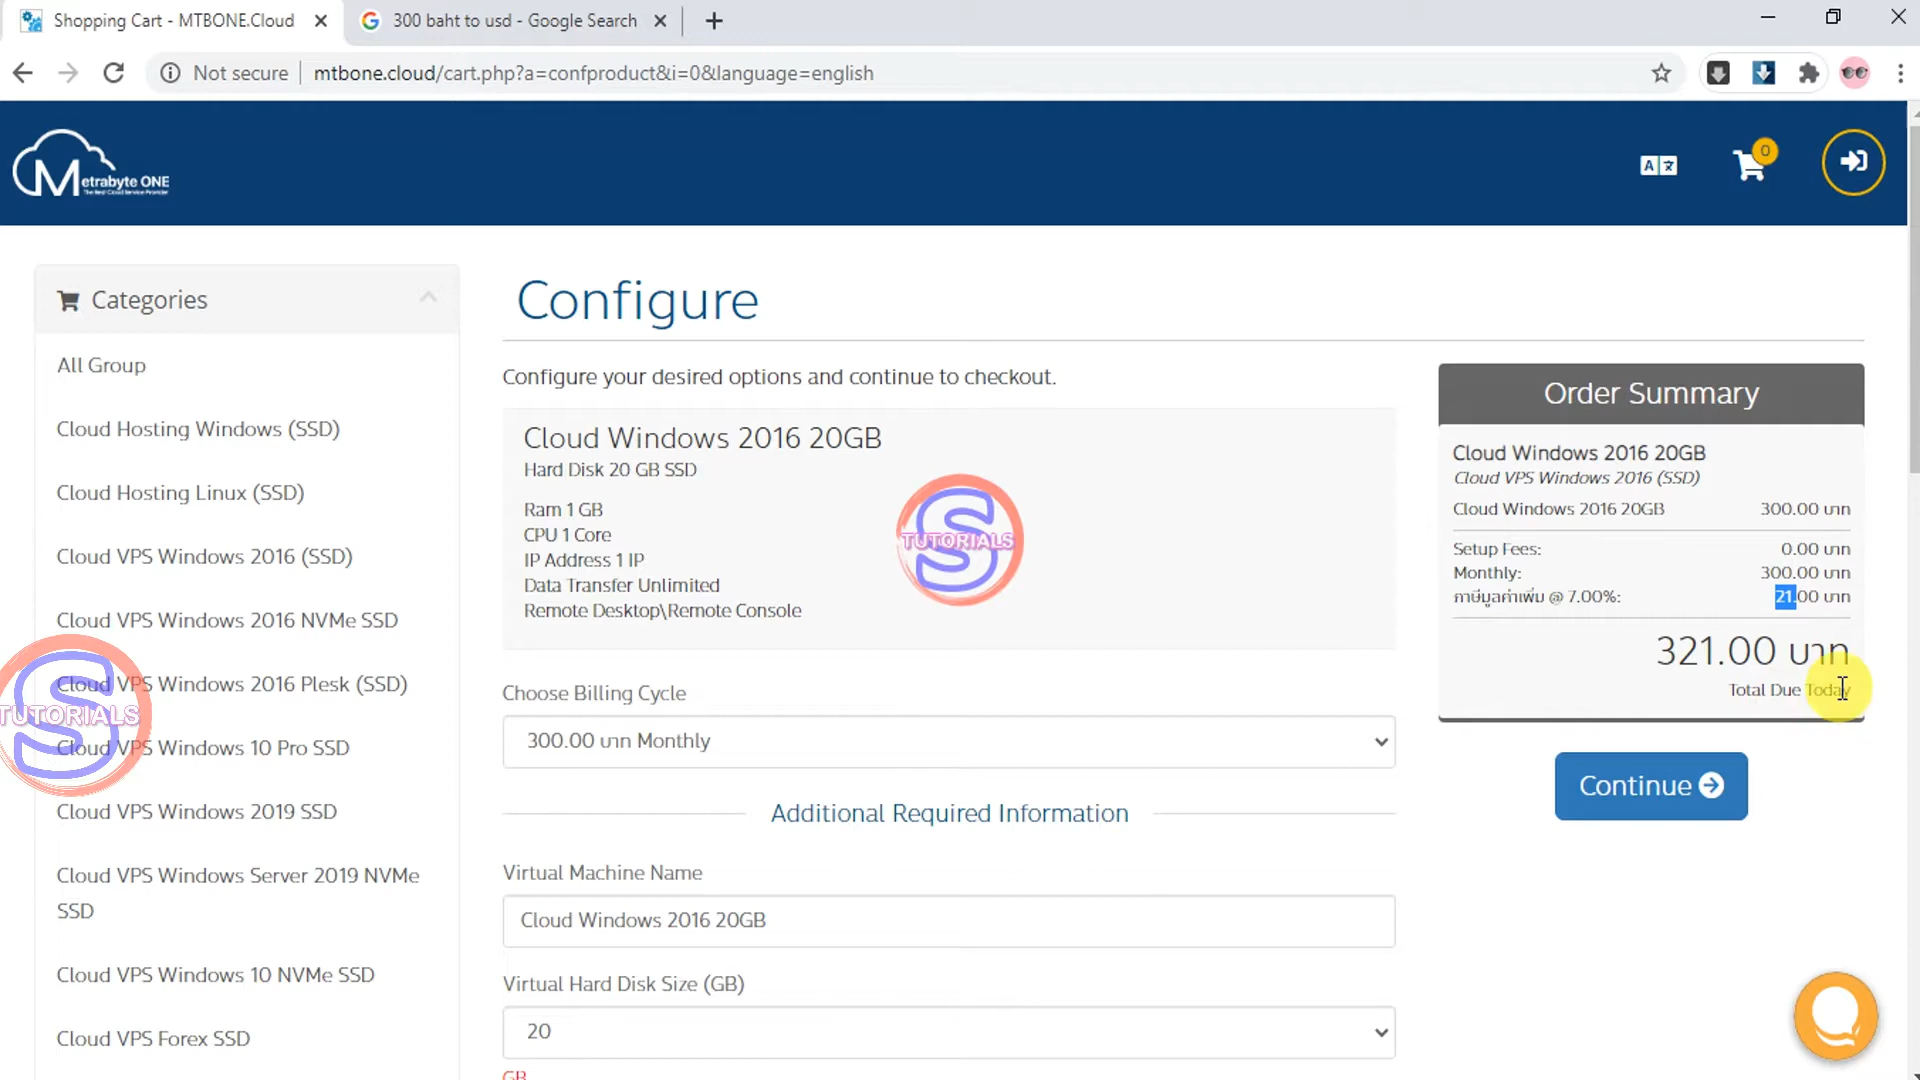 Shopping Cart - MTBONE.Cloud
300 baht to usd - Google Search
Not secure
mtbone.cloud/cart.php?a=confproduct&i=0&language=english
Metrabyte ONE
The Best Cloud Service Provider
0
Categories
All Group
Cloud Hosting Windows (SSD)
Cloud Hosting Linux (SSD)
Cloud VPS Windows 2016 (SSD)
Cloud VPS Windows 2016 NVMe SSD
Cloud VPS Windows 2016 Plesk (SSD)
Cloud VPS Windows 10 Pro SSD
Cloud VPS Windows 2019 SSD
Cloud VPS Windows Server 2019 NVMe
SSD
Cloud VPS Windows 10 NVMe SSD
Cloud VPS Forex SSD
S TUTORIALS
Configure
Configure your desired options and continue to checkout.
Cloud Windows 2016 20GB
Hard Disk 20 GB SSD
Ram 1 GB
CPU 1 Core
IP Address 1 IP
Data Transfer Unlimited
Remote Desktop\Remote Console
S TUTORIALS
Choose Billing Cycle
300.00 บาท Monthly
Additional Required Information
Virtual Machine Name
Cloud Windows 2016 20GB
Virtual Hard Disk Size (GB)
20
GB
Order Summary
Cloud Windows 2016 20GB
Cloud VPS Windows 2016 (SSD)
Cloud Windows 2016 20GB 300.00 บาท
Setup Fees: 0.00 บาท
Monthly: 300.00 บาท
ภาษีมูลค่าเพิ่ม @ 7.00%: 21.00 บาท
321.00 บาท
Total Due Today
Continue